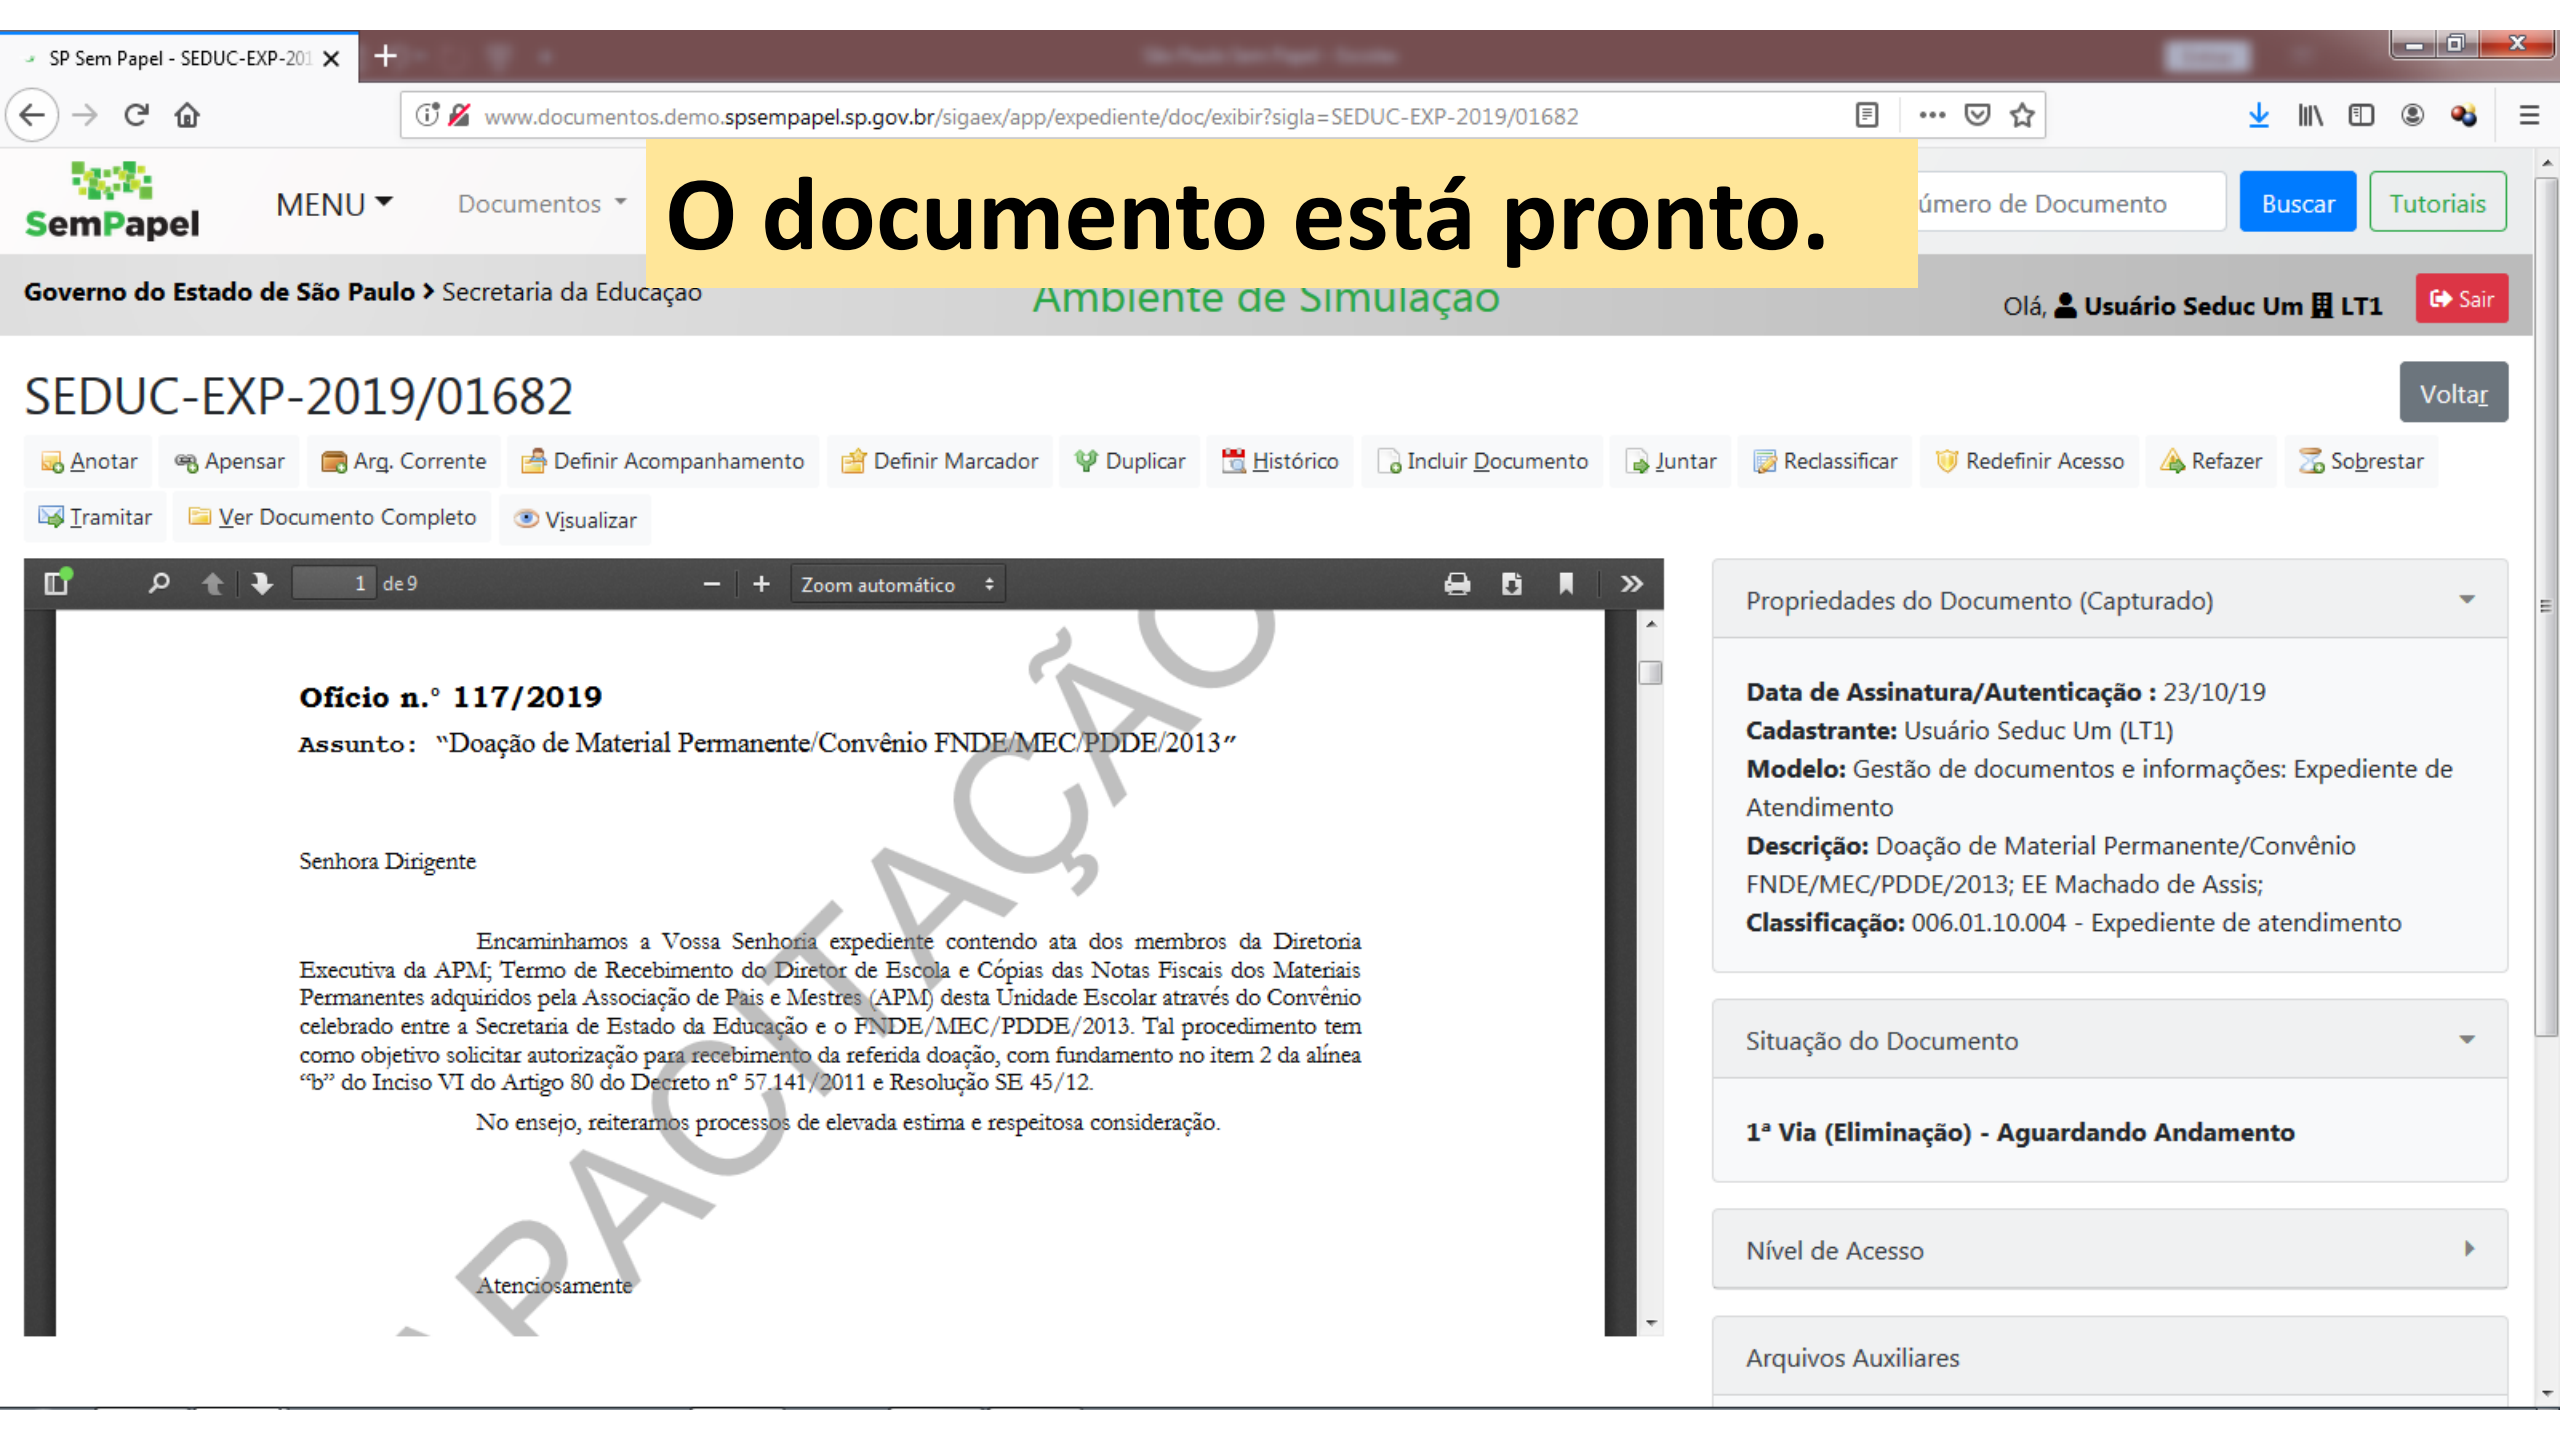 SP Sem Papel - SEDUC-EXP-201
www.documentos.demo.spsempapel.sp.gov.br/sigaex/app/expediente/doc/exibir?sigla=SEDUC-EXP-2019/01682
SemPapel
MENU
Documentos
O documento está pronto.
úmero de Documento
Buscar
Tutoriais
Governo do Estado de São Paulo > Secretaria da Educação
Ambiente de Simulação
Olá, Usuário Seduc Um LT1
Sair
SEDUC-EXP-2019/01682
Voltar
Anotar Apensar Arq. Corrente Definir Acompanhamento Definir Marcador Duplicar Histórico Incluir Documento Juntar Reclassificar Redefinir Acesso Refazer Sobrestar
Tramitar Ver Documento Completo Visualizar
1 de 9
Zoom automático
PACITAÇÃO
Ofício n.° 117/2019
Assunto: "Doação de Material Permanente/Convênio FNDE/MEC/PDDE/2013"
Senhora Dirigente
Encaminhamos a Vossa Senhoria expediente contendo ata dos membros da Diretoria
Executiva da APM; Termo de Recebimento do Diretor de Escola e Cópias das Notas Fiscais dos Materiais
Permanentes adquiridos pela Associação de Pais e Mestres (APM) desta Unidade Escolar através do Convênio
celebrado entre a Secretaria de Estado da Educação e o FNDE/MEC/PDDE/2013. Tal procedimento tem
como objetivo solicitar autorização para recebimento da referida doação, com fundamento no item 2 da alínea
“b” do Inciso VI do Artigo 80 do Decreto nº 57.141/2011 e Resolução SE 45/12.
No ensejo, reiteramos processos de elevada estima e respeitosa consideração.
Atenciosamente
Propriedades do Documento (Capturado)
Data de Assinatura/Autenticação : 23/10/19
Cadastrante: Usuário Seduc Um (LT1)
Modelo: Gestão de documentos e informações: Expediente de
Atendimento
Descrição: Doação de Material Permanente/Convênio
FNDE/MEC/PDDE/2013; EE Machado de Assis;
Classificação: 006.01.10.004 - Expediente de atendimento
Situação do Documento
1ª Via (Eliminação) - Aguardando Andamento
Nível de Acesso
Arquivos Auxiliares